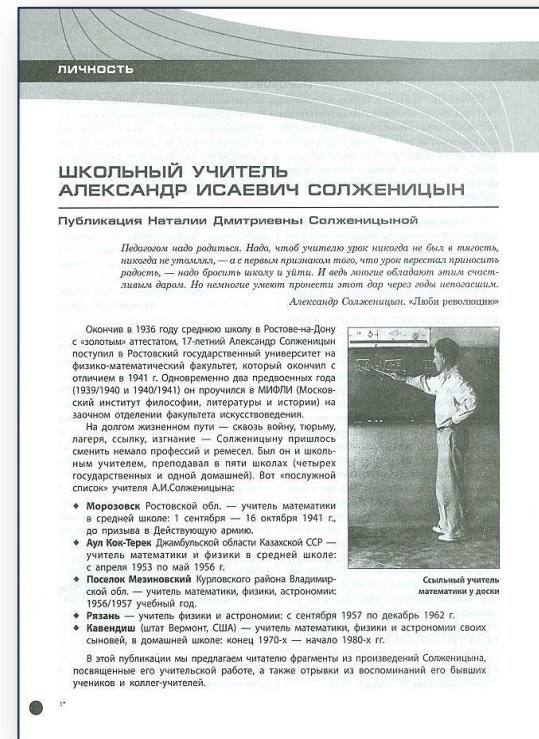 ЛИЧНОСТЬ
ШКОЛЬНЫЙ УЧИТЕЛЬ
АЛЕКСАНДР ИСАЕВИЧ СОЛЖЕНИЦЫН
Публикация Наталии Дмитриевны Солженицыной
Педагогом надо родиться. Надо, чтоб учителю урок никогда не был в тягость,
никогда не утомлял, — а с первым признаком того, что урок перестал приносить
радость, — надо бросить школу и уйти. И ведь многие обладают этим счаст-
ливым даром. Но немногие умеют пронести этот дар через годы непогасшим.
Александр Солженицын. «Люби революцию»
Окончив в 1936 году среднюю школу в Ростове-на-Дону
с «золотым» аттестатом, 17-летний Александр Солженицын
поступил в Ростовский государственный университет на
физико-математический факультет, который окончил с
отличием в 1941 г. Одновременно два предвоенных года
(1939/1940 и 1940/1941) он проучился в МИФЛИ (Москов-
ский институт философии, литературы и истории) на
заочном отделении факультета искусствоведения.
На долгом жизненном пути — сквозь войну, тюрьму,
лагеря, ссылку, изгнание — Солженицыну пришлось
сменить немало профессий и ремесел. Был он и школь-
ным учителем, преподавал в пяти школах (четырех
государственных и одной домашней). Вот «послужной
список» учителя А.И.Солженицына:
◆ Морозовск Ростовской обл. — учитель математики
в средней школе: 1 сентября — 16 октября 1941 г.,
до призыва в Действующую армию.
◆ Аул Кок-Терек Джамбульской области Казахской ССР —
учитель математики и физики в средней школе:
с апреля 1953 по май 1956 г.
◆ Поселок Мезиновский Курловского района Владимир-
ской обл. — учитель математики, физики, астрономии:
1956/1957 учебный год.
Ссыльный учитель
математики у доски
◆ Рязань — учитель физики и астрономии: с сентября 1957 по декабрь 1962 г.
◆ Кавендиш (штат Вермонт, США) — учитель математики, физики и астрономии своих
сыновей, в домашней школе: конец 1970-х — начало 1980-х гг.
В этой публикации мы предлагаем читателю фрагменты из произведений Солженицына,
посвященные его учительской работе, а также отрывки из воспоминаний его бывших
учеников и коллег-учителей.